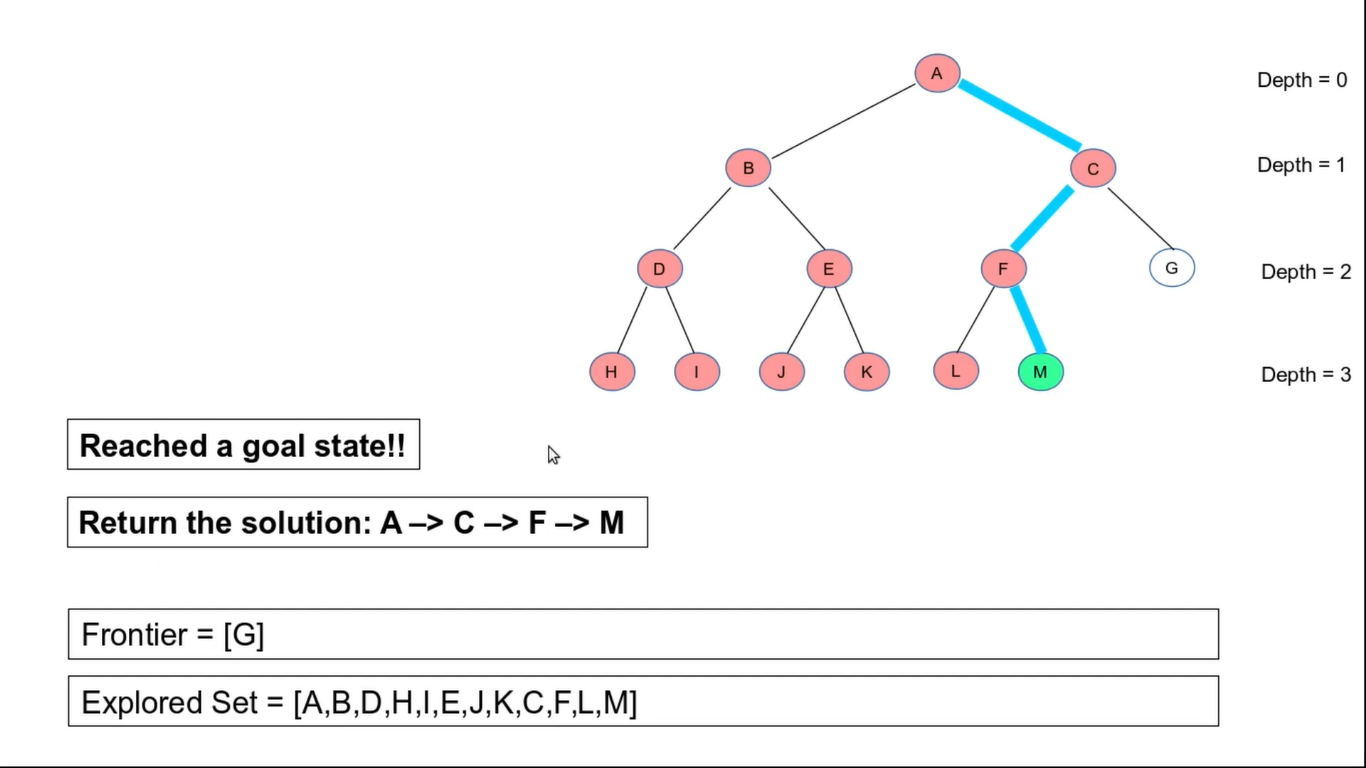 A
Depth = 0
B
C
Depth = 1
D
E
F
G
Depth = 2
H
I
J
K
L
M
Depth = 3
Reached a goal state!!
Return the solution: A –> C –> F –> M
Frontier = [G]
Explored Set = [A,B,D,H,I,E,J,K,C,F,L,M]